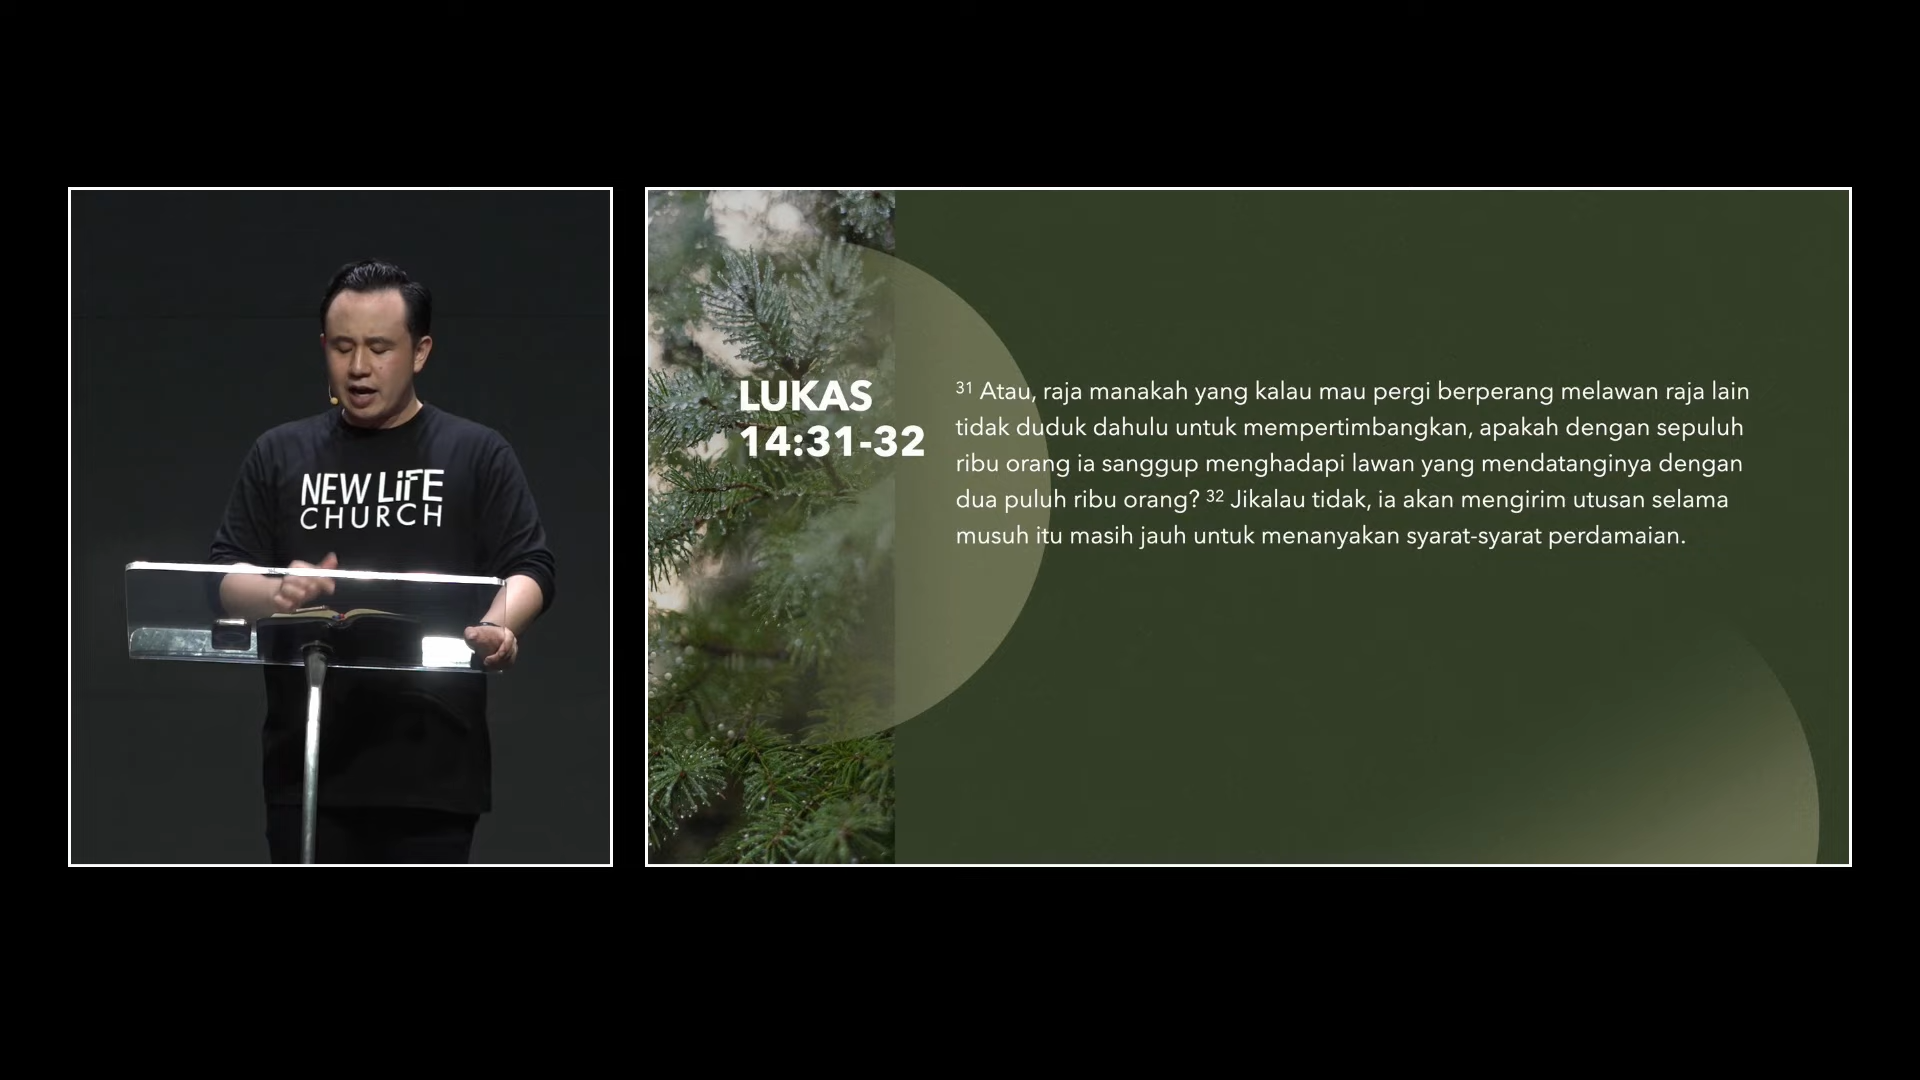 NEW LiFE
CHURCH
LUKAS
14:31-32
31 Atau, raja manakah yang kalau mau pergi berperang melawan raja lain
tidak duduk dahulu untuk mempertimbangkan, apakah dengan sepuluh
ribu orang ia sanggup menghadapi lawan yang mendatanginya dengan
dua puluh ribu orang? 32 Jikalau tidak, ia akan mengirim utusan selama
musuh itu masih jauh untuk menanyakan syarat-syarat perdamaian.